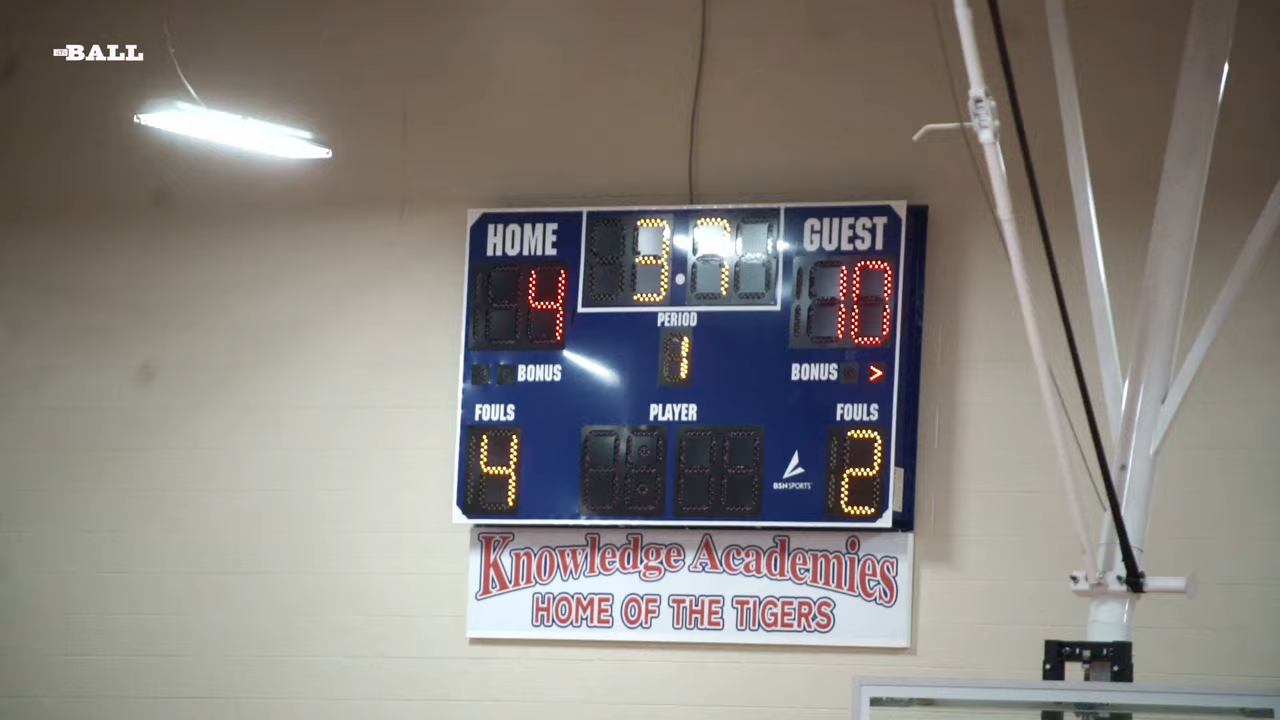 BALL
HOME
GUEST
4
3.7
10
PERIOD
1
BONUS
BONUS >
FOULS
PLAYER
FOULS
4
2
BSN SPORTS
Knowledge Academies
HOME OF THE TIGERS